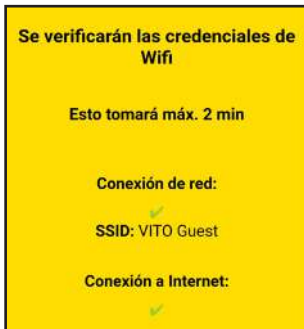 Se verificarán las credenciales de
Wifi
Esto tomará máx. 2 min
Conexión de red:
✔
SSID: VITO Guest
Conexión a Internet:
✔